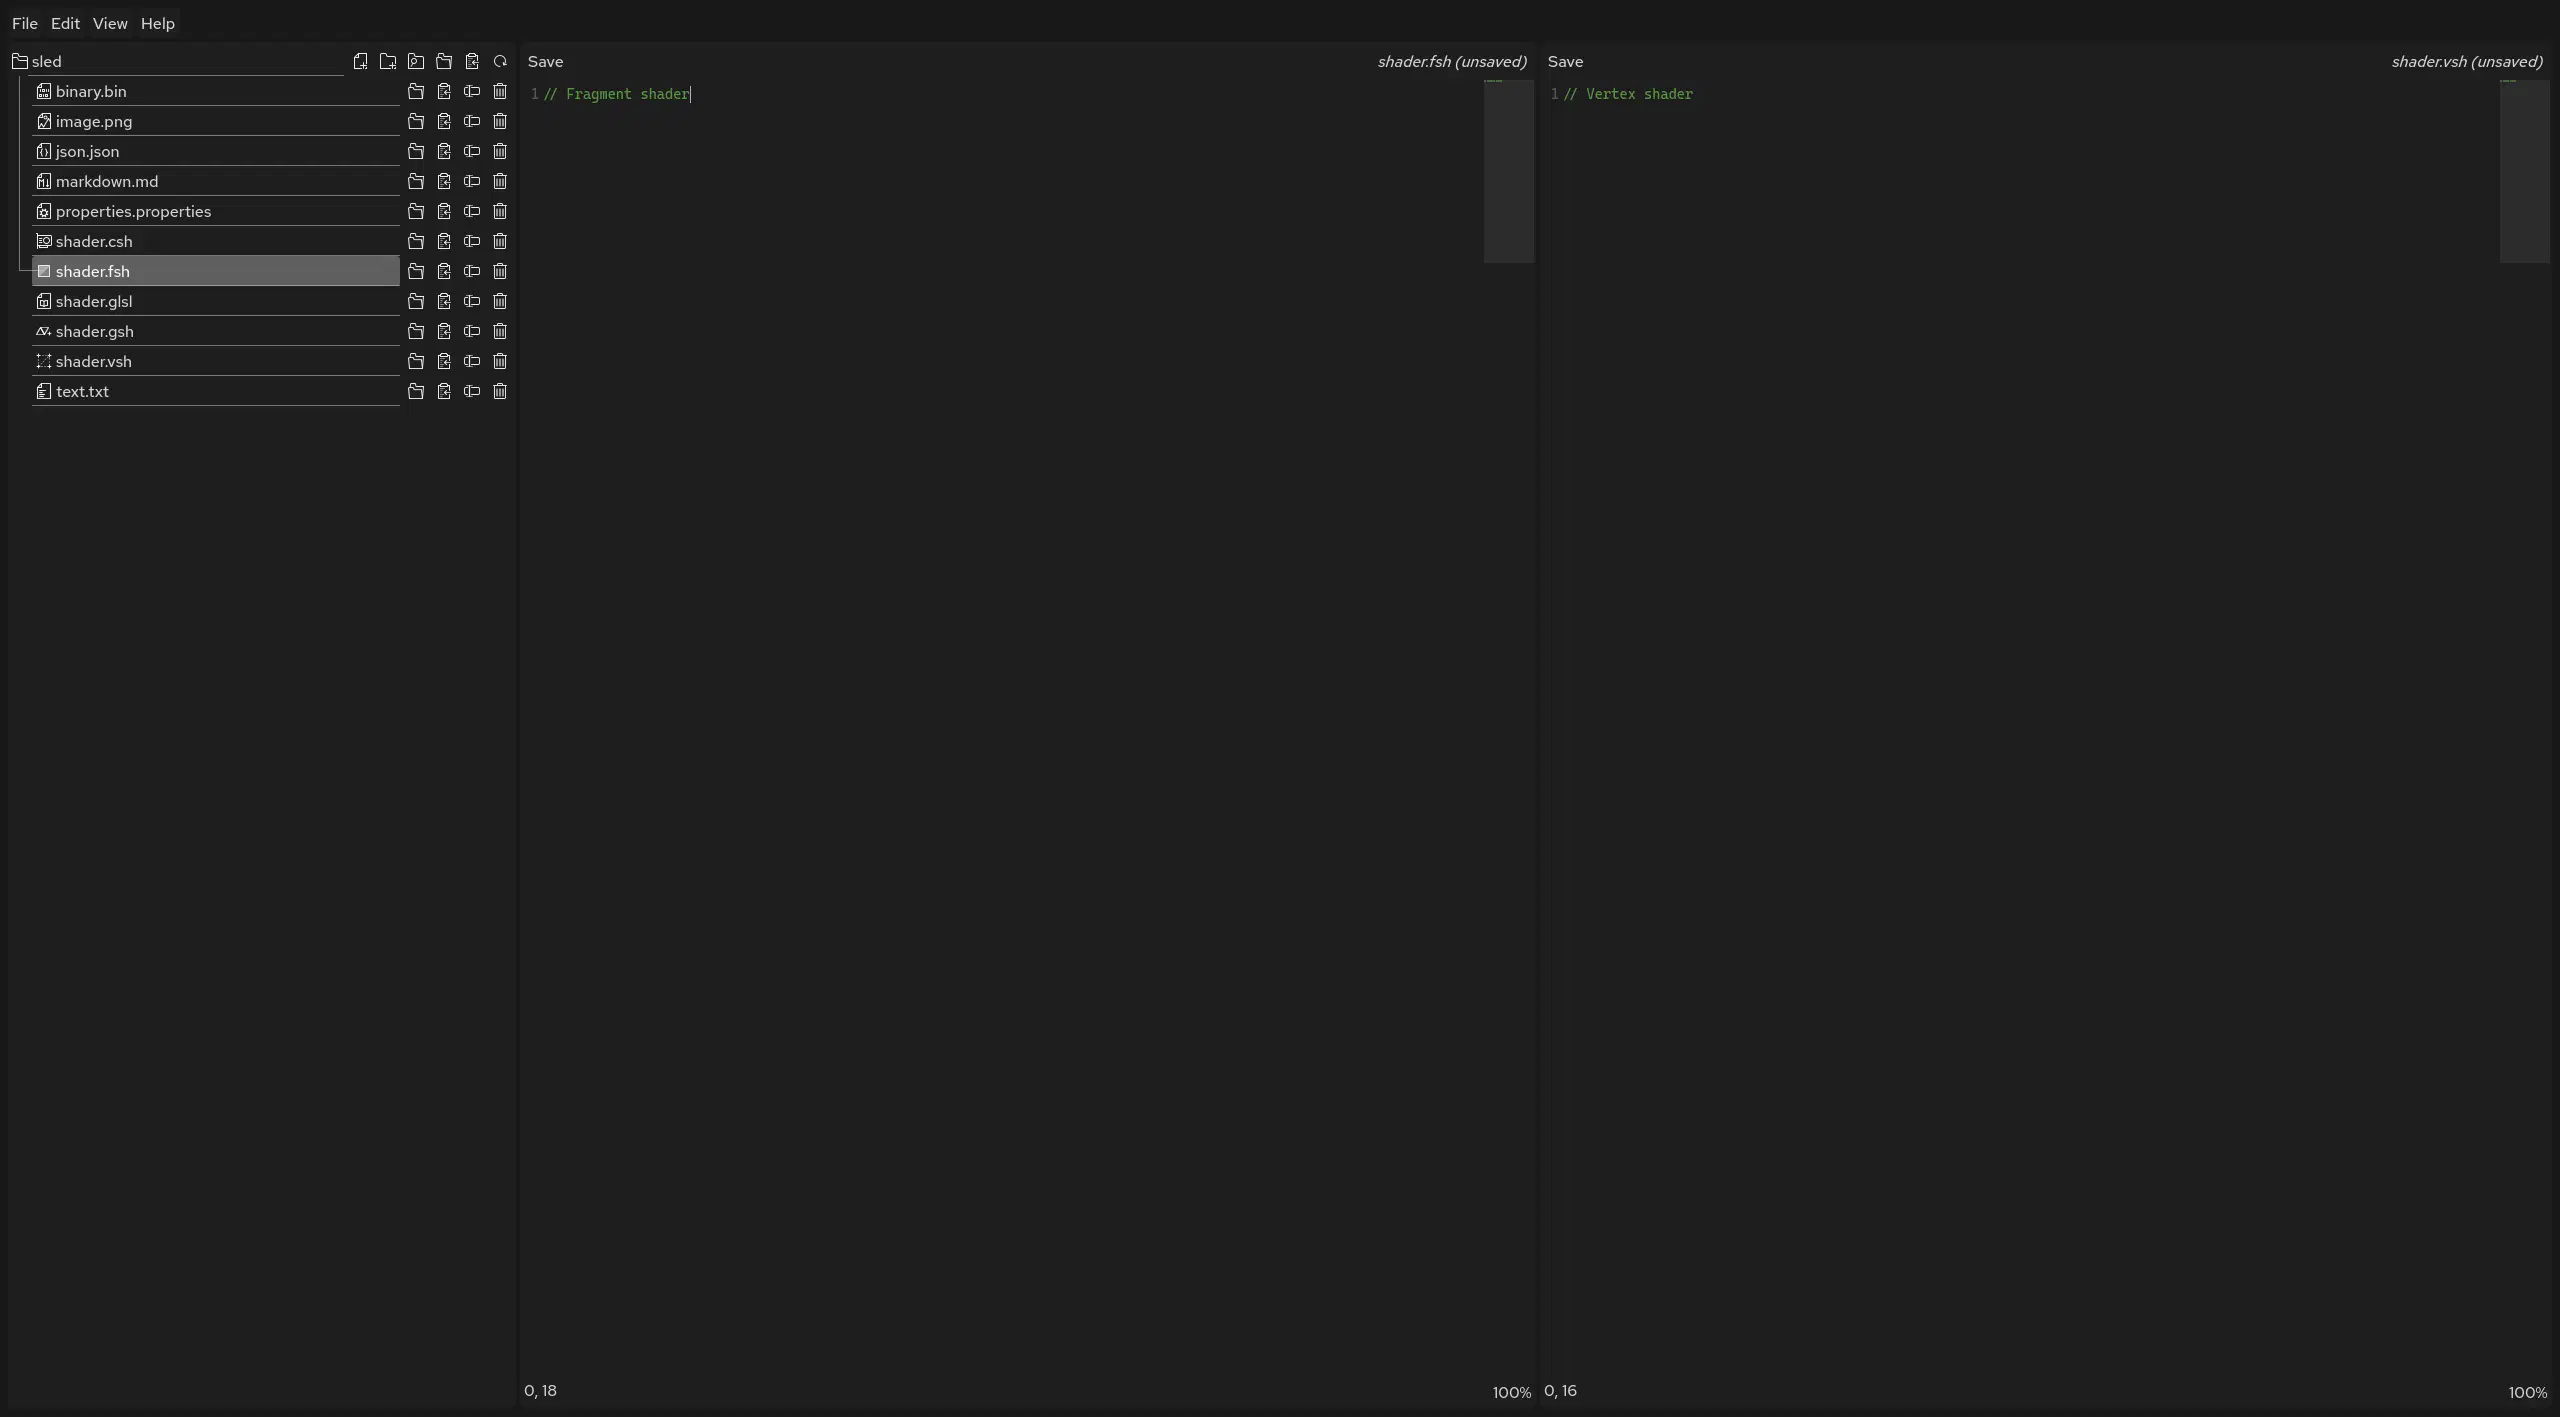 File Edit View Help
sled
binary.bin
image.png
json.json
markdown.md
properties.properties
shader.csh
shader.fsh
shader.glsl
shader.gsh
shader.vsh
text.txt
Save shader.fsh (unsaved)
1 // Fragment shader
0, 18 100%
Save shader.vsh (unsaved)
1 // Vertex shader
0, 16 100%